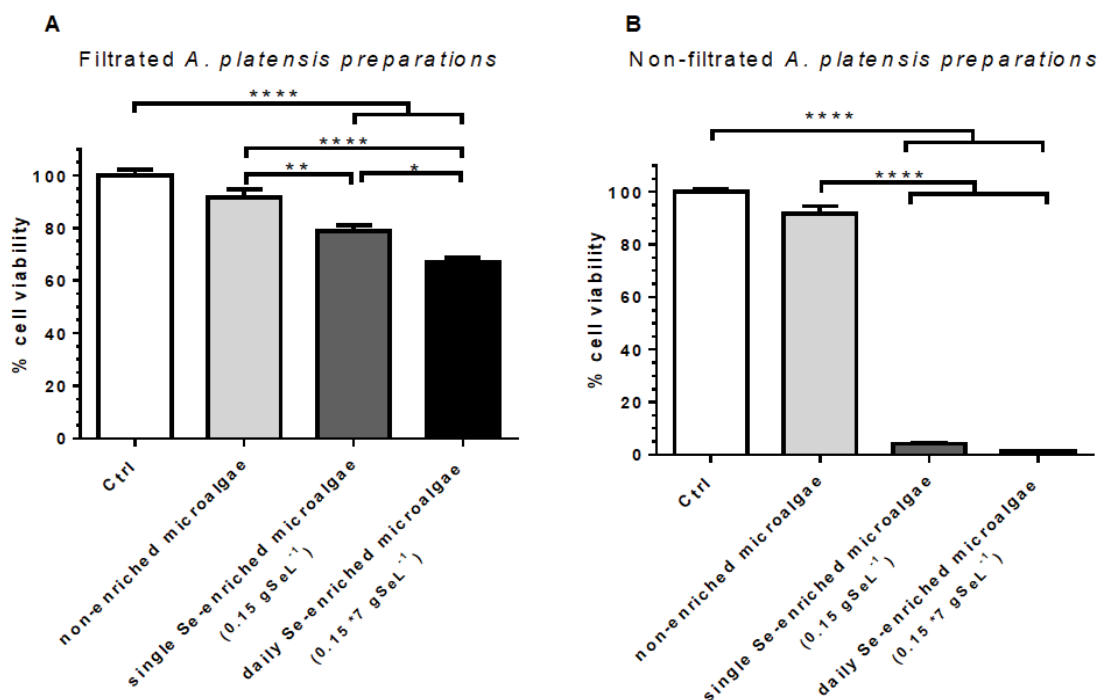 A
Filtrated A. platensis preparations
****
****
**
*
% cell viability
100
80
60
40
20
0
Ctrl
non-enriched microalgae
single Se-enriched microalgae
(0.15 gSeL⁻¹)
daily Se-enriched microalgae
(0.15 *7 gSeL⁻¹)
B
Non-filtrated A. platensis preparations
****
****
% cell viability
100
80
60
40
20
0
Ctrl
non-enriched microalgae
single Se-enriched microalgae
(0.15 gSeL⁻¹)
daily Se-enriched microalgae
(0.15 *7 gSeL⁻¹)